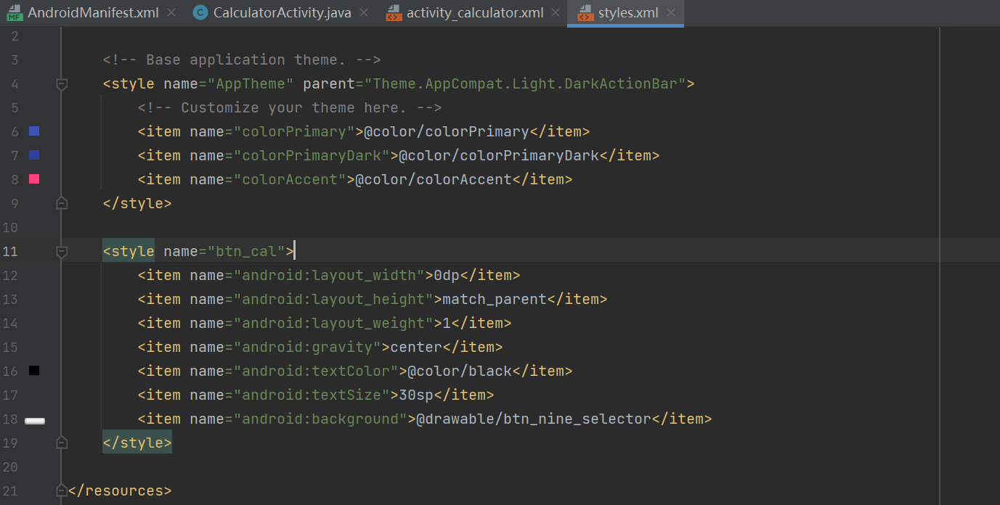 AndroidManifest.xml CalculatorActivity.java activity_calculator.xml styles.xml
2
3 <!-- Base application theme. -->
4 <style name="AppTheme" parent="Theme.AppCompat.Light.DarkActionBar">
5 <!-- Customize your theme here. -->
6 <item name="colorPrimary">@color/colorPrimary</item>
7 <item name="colorPrimaryDark">@color/colorPrimaryDark</item>
8 <item name="colorAccent">@color/colorAccent</item>
9 </style>
10
11 <style name="btn_cal">
12 <item name="android:layout_width">0dp</item>
13 <item name="android:layout_height">match_parent</item>
14 <item name="android:layout_weight">1</item>
15 <item name="android:gravity">center</item>
16 <item name="android:textColor">@color/black</item>
17 <item name="android:textSize">30sp</item>
18 <item name="android:background">@drawable/btn_nine_selector</item>
19 </style>
20
21 </resources>